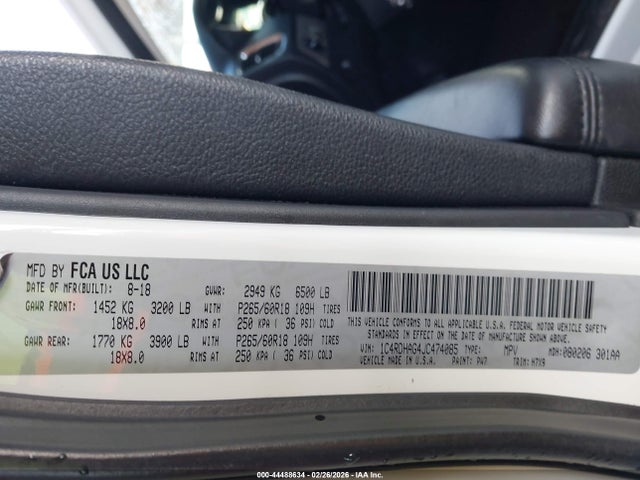 MFD BY FCA US LLC
DATE OF MFR(BUILT): 8-18 GVWR: 2949 KG 6500 LB
GAWR FRONT: 1452 KG 3200 LB WITH P265/60R18 109H TIRES
18X8.0 RIMS AT 250 KPA ( 36 PSI) COLD
GAWR REAR: 1770 KG 3900 LB WITH P265/60R18 109H TIRES
18X8.0 RIMS AT 250 KPA ( 36 PSI) COLD
THIS VEHICLE CONFORMS TO ALL APPLICABLE U.S.A. FEDERAL MOTOR VEHICLE SAFETY
STANDARDS IN EFFECT ON THE DATE OF MANUFACTURE SHOWN ABOVE.
VIN: 1C4RDHAG4JC474085 TYPE: MPV MDH: 080206 301AA
VEHICLE MADE IN U.S.A. PAINT: PW7 TRIM: H7X9
000-44488634 | 02/26/2026 - IAA Inc.